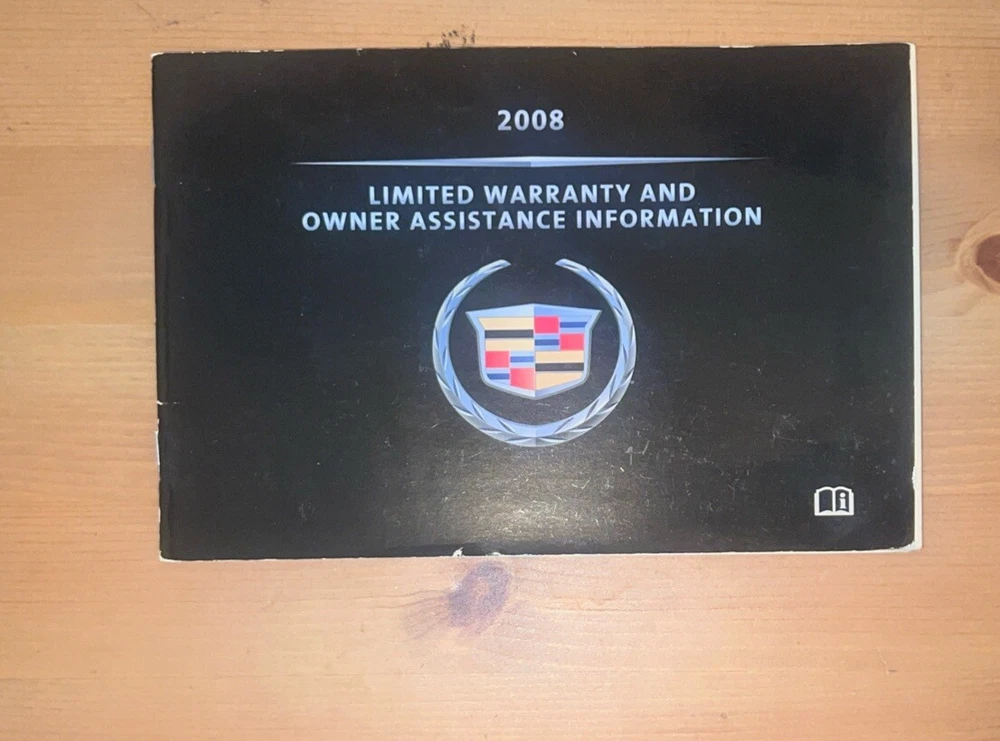 2008
LIMITED WARRANTY AND
OWNER ASSISTANCE INFORMATION
i